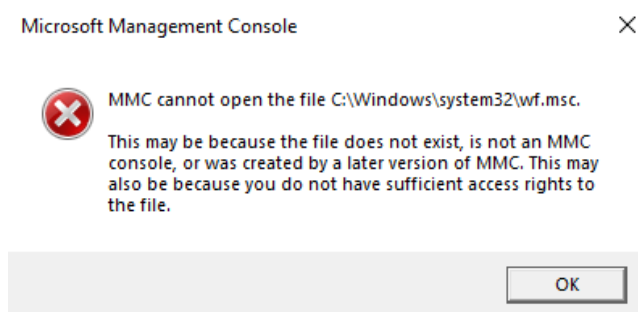 Microsoft Management Console
MMC cannot open the file C:\Windows\system32\wf.msc.
This may be because the file does not exist, is not an MMC
console, or was created by a later version of MMC. This may
also be because you do not have sufficient access rights to
the file.
OK